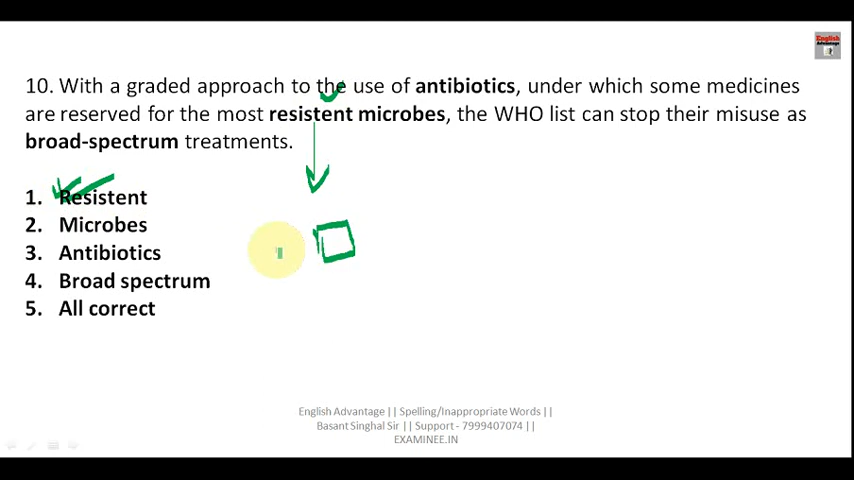 English
Advantage
10. With a graded approach to the use of antibiotics, under which some medicines
are reserved for the most resistent microbes, the WHO list can stop their misuse as
broad-spectrum treatments.
1. Resistent
2. Microbes
3. Antibiotics
4. Broad spectrum
5. All correct
English Advantage || Spelling/Inappropriate Words ||
Basant Singhal Sir || Support - 7999407074 ||
EXAMINEE.IN